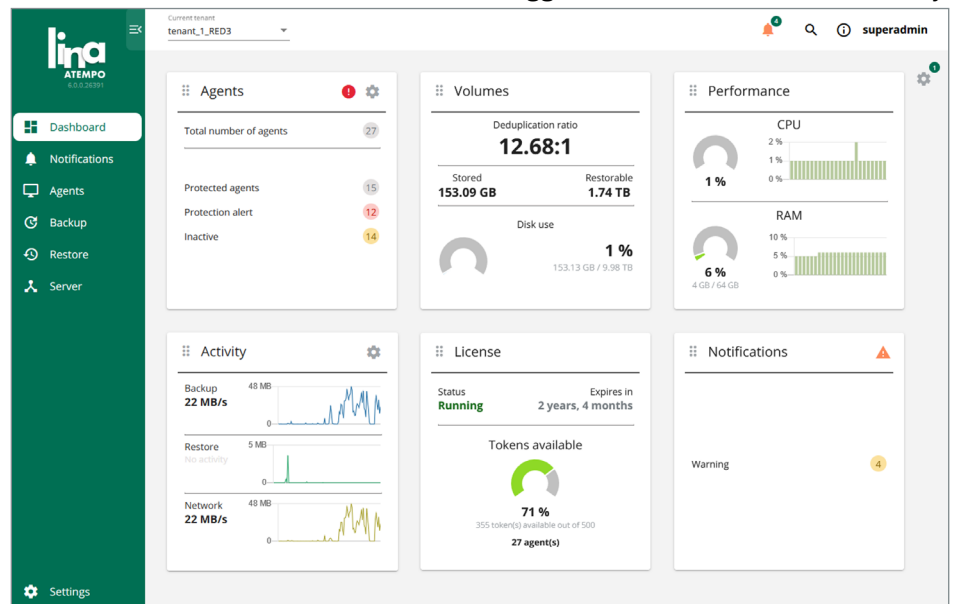 Current tenant
tenant_1_RED3
4
superadmin
lina
ATEMPO
6.0.0.26391
Dashboard
Notifications
Agents
Backup
Restore
Server
Settings
1
Agents
Total number of agents 27
Protected agents 15
Protection alert 12
Inactive 14
Volumes
Deduplication ratio
12.68:1
Stored Restorable
153.09 GB 1.74 TB
Disk use
1 %
153.13 GB / 9.98 TB
Performance
CPU
2 %
1 %
0 %
1 %
RAM
10 %
5 %
0 %
6 %
4 GB / 64 GB
Activity
Backup 48 MB
22 MB/s
0
Restore 5 MB
No activity
0
Network 48 MB
22 MB/s
0
License
Status Expires in
Running 2 years, 4 months
Tokens available
71 %
355 token(s) available out of 500
27 agent(s)
Notifications
Warning 4